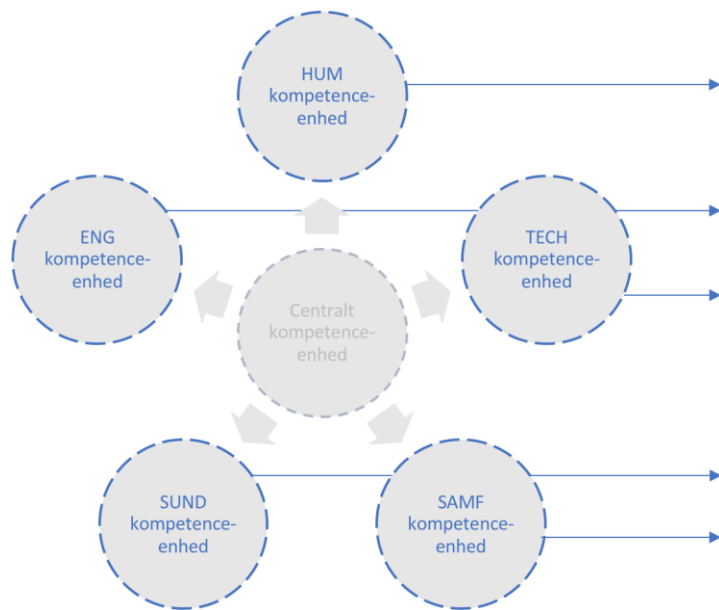 HUM
kompetence-
enhed
ENG
kompetence-
enhed
TECH
kompetence-
enhed
Centralt
kompetence-
enhed
SUND
kompetence-
enhed
SAMF
kompetence-
enhed